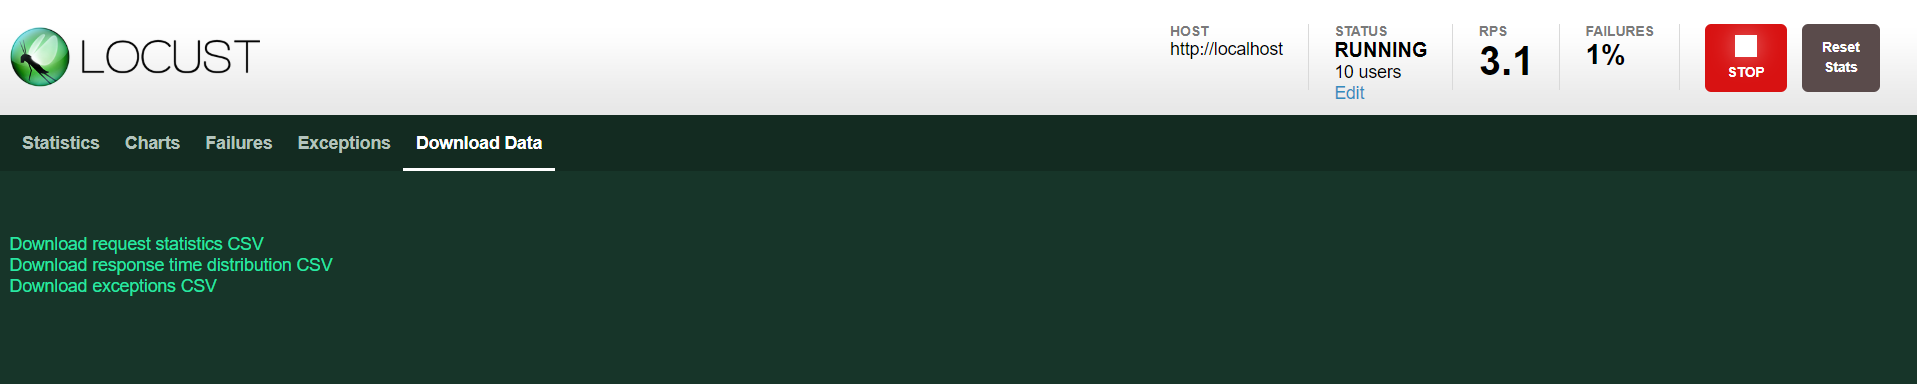 LOCUST
HOST
http://localhost
STATUS
RUNNING
10 users
Edit
RPS
3.1
FAILURES
1%
STOP
Reset
Stats
Statistics
Charts
Failures
Exceptions
Download Data
Download request statistics CSV
Download response time distribution CSV
Download exceptions CSV